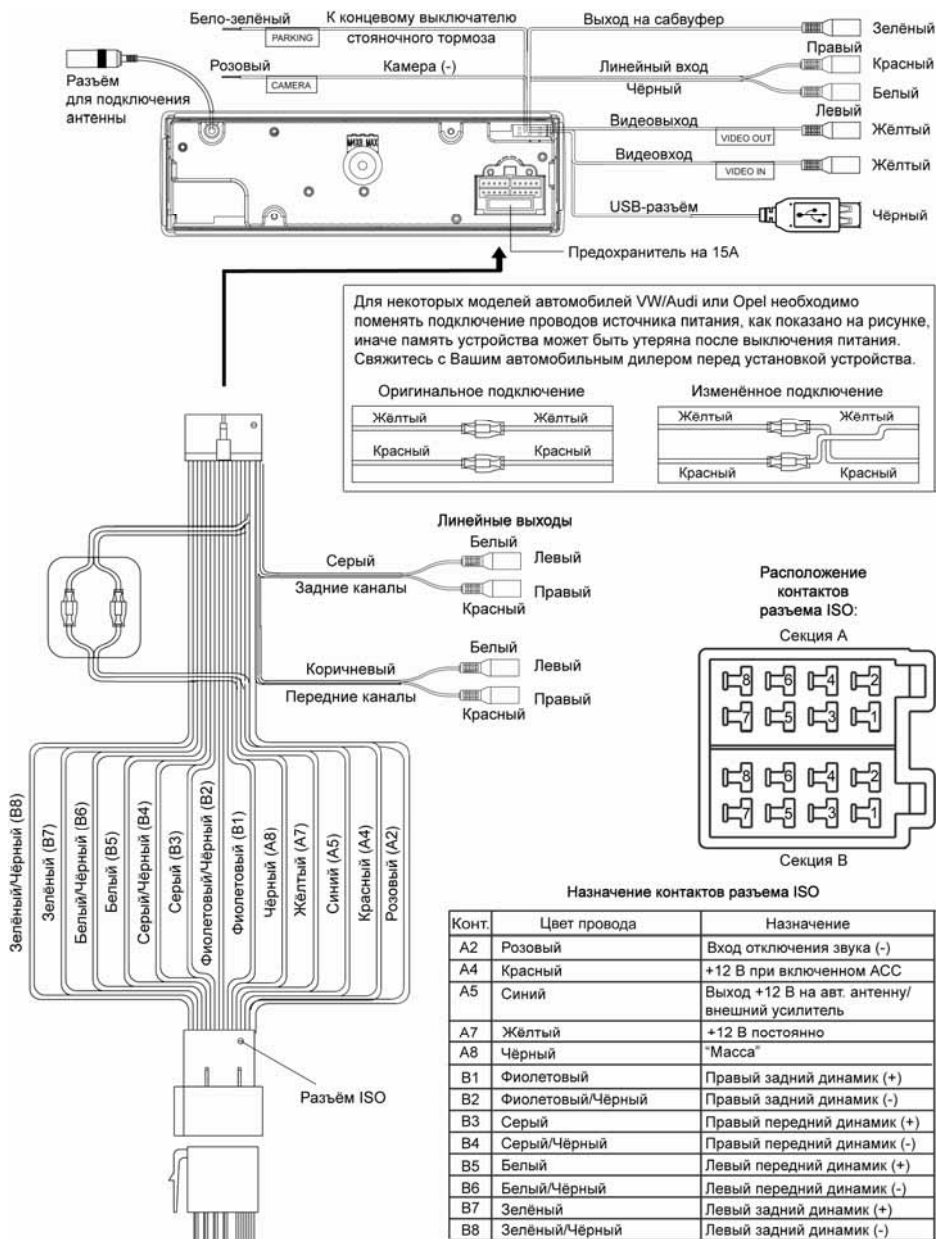 Бело-зелёный
К концевому выключателю
стояночного тормоза
PARKING
Розовый
Камера (-)
CAMERA
Разъём
для подключения
антенны
Выход на сабвуфер
Зелёный
Правый
Линейный вход
Красный
Чёрный
Белый
Левый
Видеовыход
VIDEO OUT
Жёлтый
Видеовход
VIDEO IN
Жёлтый
USB-разъём
Чёрный
Предохранитель на 15А
Для некоторых моделей автомобилей VW/Audi или Opel необходимо
поменять подключение проводов источника питания, как показано на рисунке,
иначе память устройства может быть утеряна после выключения питания.
Свяжитесь с Вашим автомобильным дилером перед установкой устройства.
Оригинальное подключение
Изменённое подключение
Жёлтый Жёлтый
Красный Красный
Жёлтый Жёлтый
Красный Красный
Линейные выходы
Белый
Серый
Левый
Задние каналы
Правый
Красный
Белый
Коричневый
Левый
Передние каналы
Правый
Красный
Расположение
контактов
разъема ISO:
Секция А
8 6 4 2
7 5 3 1
8 6 4 2
7 5 3 1
Секция В
Зелёный/Чёрный (B8)
Зелёный (B7)
Белый/Чёрный (B6)
Белый (B5)
Серый/Чёрный (B4)
Серый (B3)
Фиолетовый/Чёрный (B2)
Фиолетовый (B1)
Чёрный (A8)
Жёлтый (A7)
Синий (A5)
Красный (A4)
Розовый (A2)
Разъём ISO
Назначение контактов разъема ISO
Конт. Цвет провода Назначение
A2 Розовый Вход отключения звука (-)
A4 Красный +12 В при включенном ACC
A5 Синий Выход +12 В на авт. антенну/
внешний усилитель
A7 Жёлтый +12 В постоянно
A8 Чёрный "Масса"
B1 Фиолетовый Правый задний динамик (+)
B2 Фиолетовый/Чёрный Правый задний динамик (-)
B3 Серый Правый передний динамик (+)
B4 Серый/Чёрный Правый передний динамик (-)
B5 Белый Левый передний динамик (+)
B6 Белый/Чёрный Левый передний динамик (-)
B7 Зелёный Левый задний динамик (+)
B8 Зелёный/Чёрный Левый задний динамик (-)